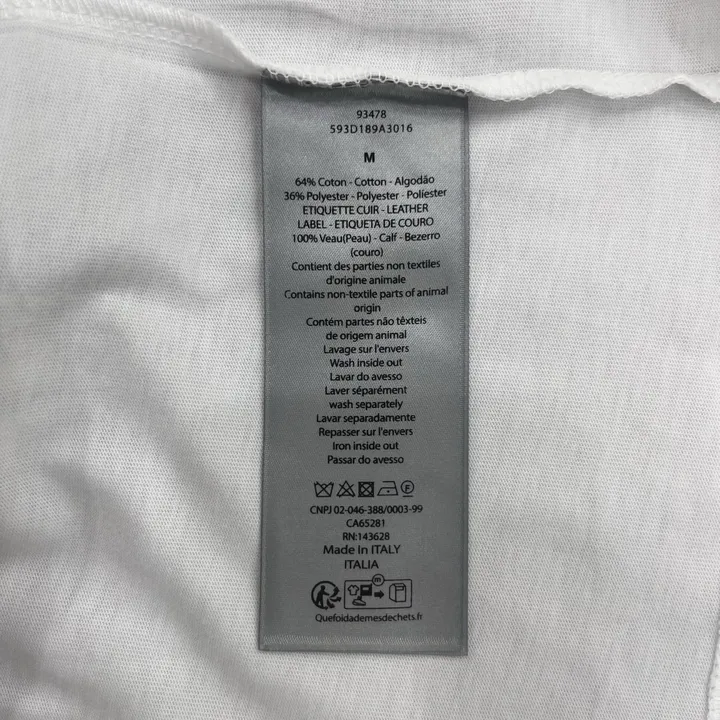 93478
593D189A3016
M
64% Coton - Cotton - Algodão
36% Polyester - Polyester - Poliester
ETIQUETTE CUIR - LEATHER
LABEL - ETIQUETA DE COURO
100% Veau(Peau) - Calf - Bezerro
(couro)
Contient des parties non textiles
d'origine animale
Contains non-textile parts of animal
origin
Contém partes não têxteis
de origem animal
Lavage sur l'envers
Wash inside out
Lavar do avesso
Laver séparément
wash separately
Lavar separadamente
Repasser sur l'envers
Iron inside out
Passar do avesso
F
CNPJ 02-046-388/0003-99
CA65281
RN:143628
Made In ITALY
ITALIA
m
Quefoidademesdechets.fr